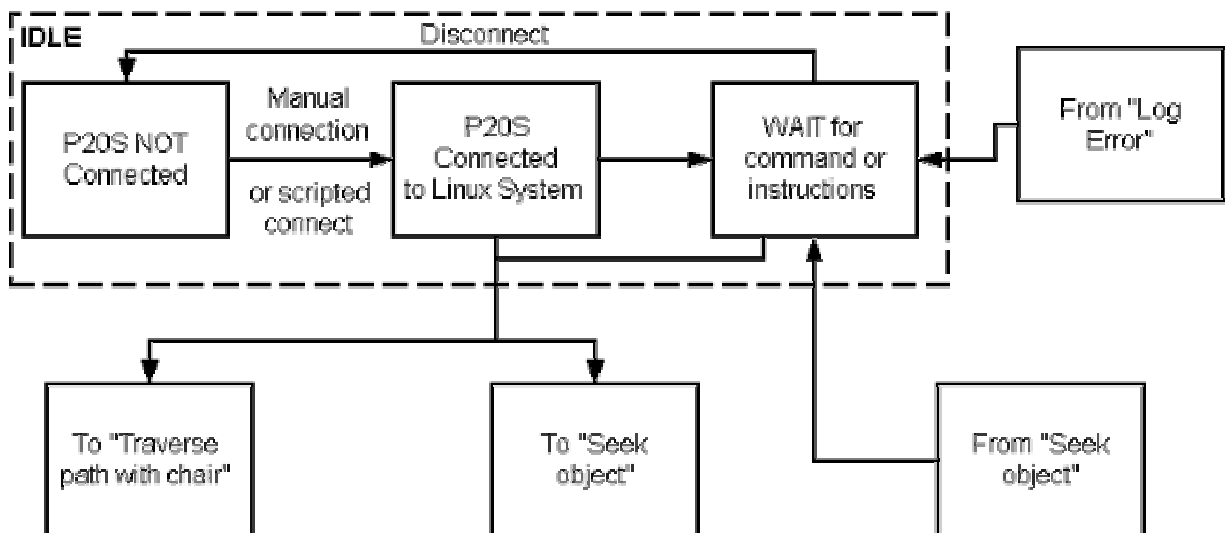 IDLE
Disconnect
P20S NOT
Connected
Manual
connection
or scripted
connect
P20S
Connected
to Linux System
WAIT for
command or
instructions
From "Log
Error"
To "Traverse
path with chair"
To "Seek
object"
From "Seek
object"